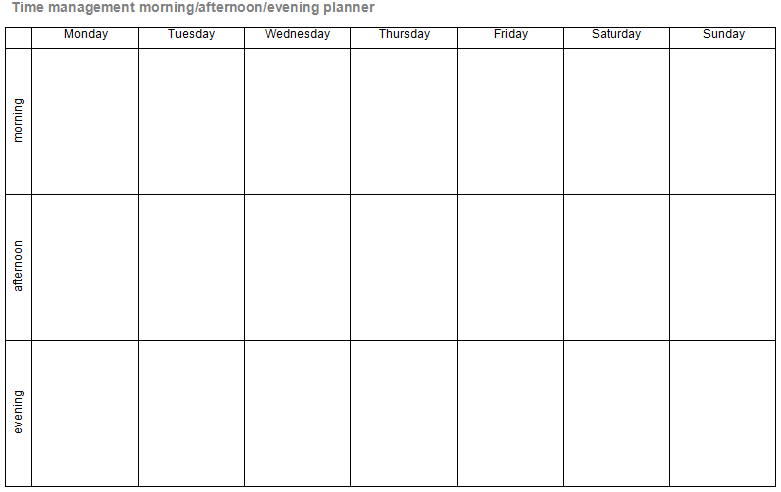 Time management morning/afternoon/evening planner
Monday Tuesday Wednesday Thursday Friday Saturday Sunday
morning
afternoon
evening